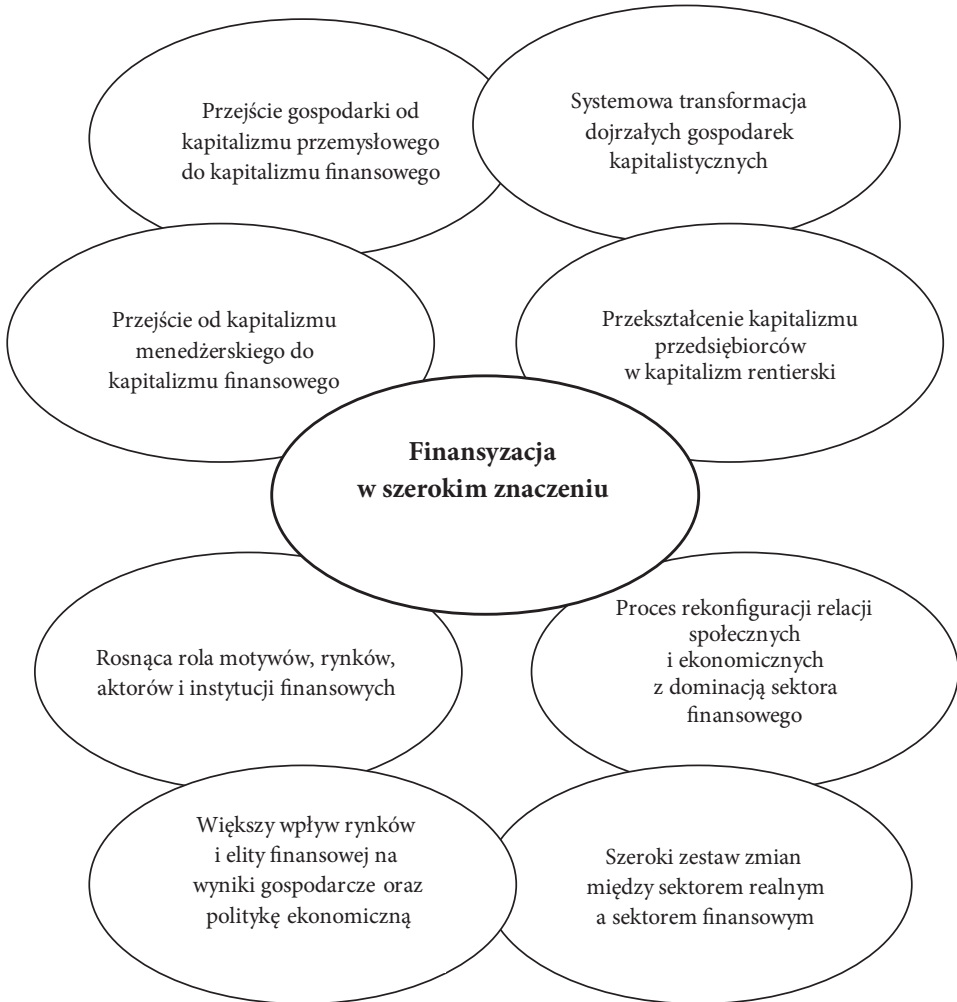 Przejście gospodarki od
kapitalizmu przemysłowego
do kapitalizmu finansowego
Systemowa transformacja
dojrzałych gospodarek
kapitalistycznych
Przejście od kapitalizmu
menedżerskiego do
kapitalizmu finansowego
Przekształcenie kapitalizmu
przedsiębiorców
w kapitalizm rentierski
Finansyzacja
w szerokim znaczeniu
Rosnąca rola motywów, rynków,
aktorów i instytucji finansowych
Proces rekonfiguracji relacji
społecznych
i ekonomicznych
z dominacją sektora
finansowego
Większy wpływ rynków
i elity finansowej na
wyniki gospodarcze oraz
politykę ekonomiczną
Szeroki zestaw zmian
między sektorem realnym
a sektorem finansowym